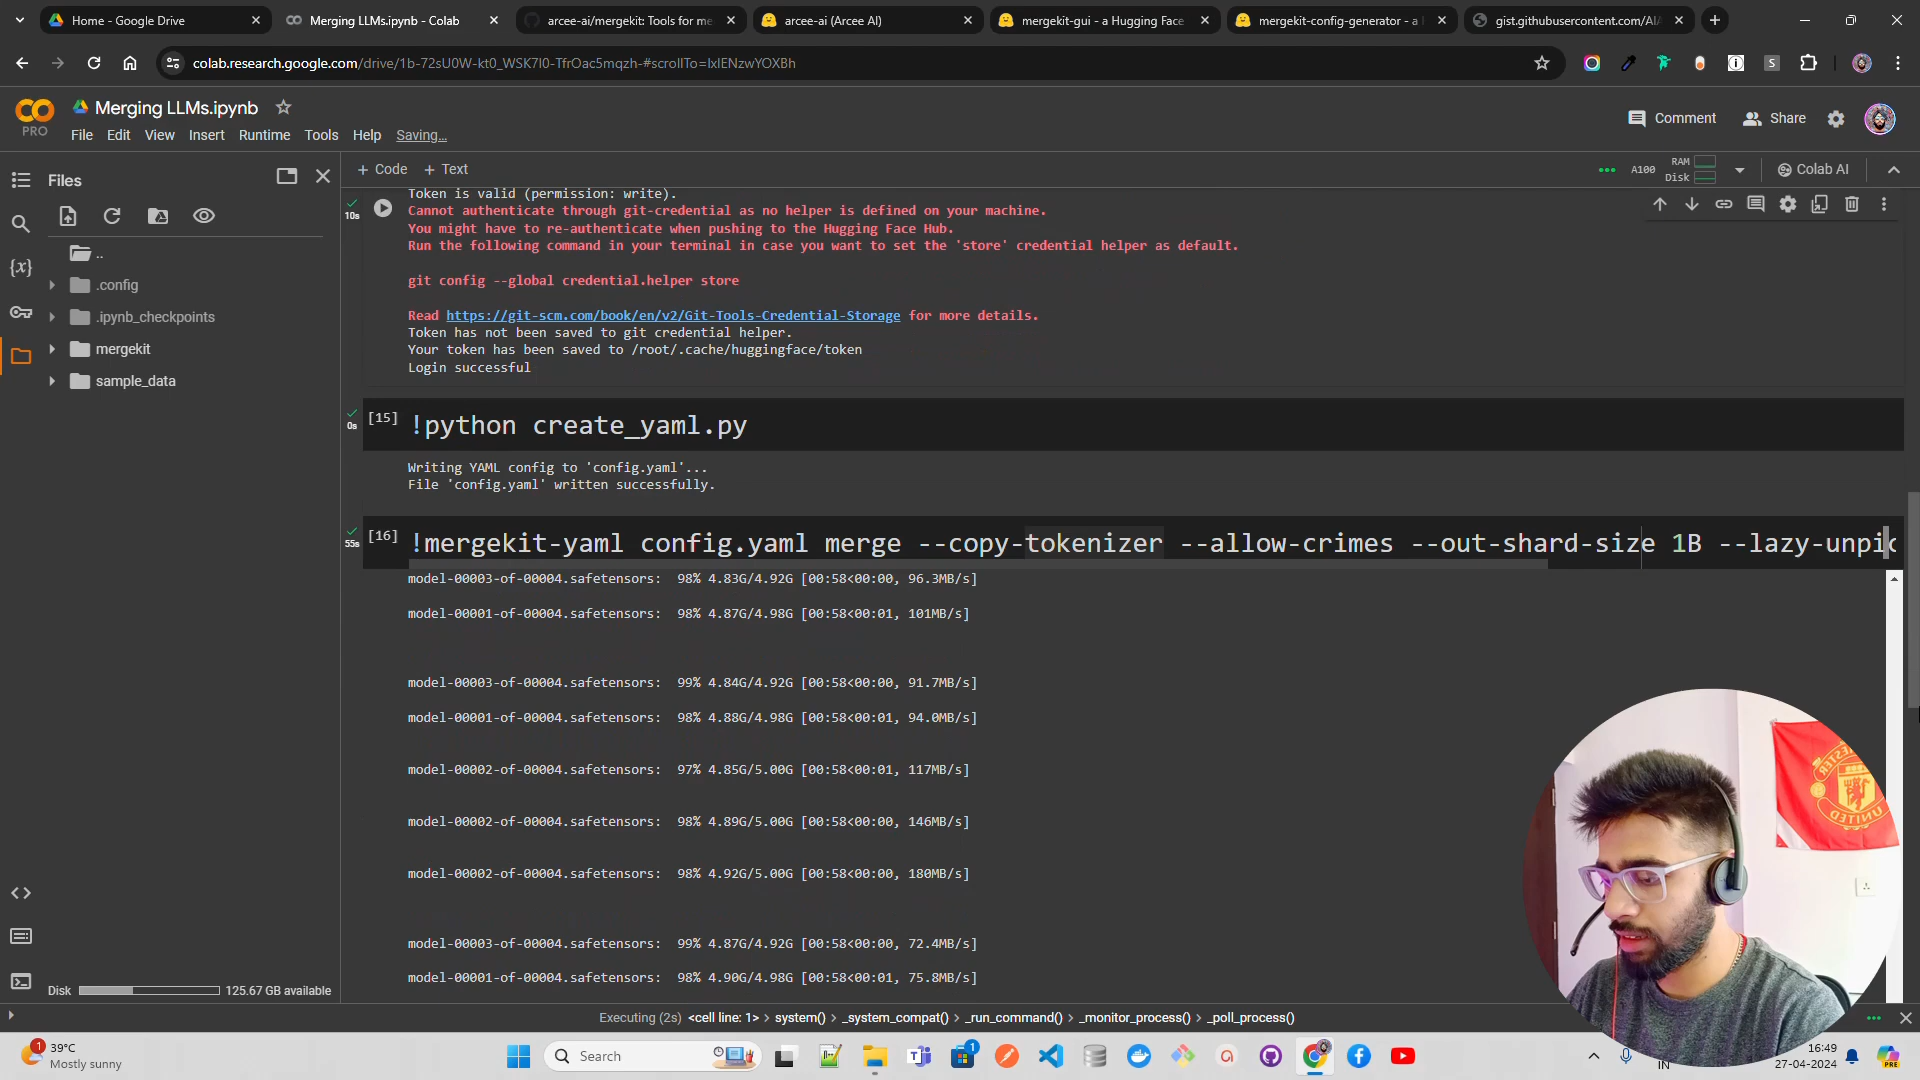 Home - Google Drive
Merging LLMs.ipynb - Colab
arcee-ai/mergekit: Tools for me
arcee-ai (Arcee AI)
mergekit-gui - a Hugging Face
mergekit-config-generator - a
gist.githubusercontent.com/AIA
colab.research.google.com/drive/1b-72sU0W-kt0_WSK7I0-TfrOac5mqzh-#scrollTo=IxIENzwYOXBh
Merging LLMs.ipynb
PRO
File Edit View Insert Runtime Tools Help Saving...
Comment
Share
Files
+ Code + Text
A100
RAM
Disk
Colab AI
..
.config
.ipynb_checkpoints
mergekit
sample_data
10s
Token is valid (permission: write).
Cannot authenticate through git-credential as no helper is defined on your machine.
You might have to re-authenticate when pushing to the Hugging Face Hub.
Run the following command in your terminal in case you want to set the 'store' credential helper as default.
git config --global credential.helper store
Read https://git-scm.com/book/en/v2/Git-Tools-Credential-Storage for more details.
Token has not been saved to git credential helper.
Your token has been saved to /root/.cache/huggingface/token
Login successful
0s
[15] !python create_yaml.py
Writing YAML config to 'config.yaml'...
File 'config.yaml' written successfully.
55s
[16] !mergekit-yaml config.yaml merge --copy-tokenizer --allow-crimes --out-shard-size 1B --lazy-unpic
model-00003-of-00004.safetensors: 98% 4.83G/4.92G [00:58<00:00, 96.3MB/s]
model-00001-of-00004.safetensors: 98% 4.87G/4.98G [00:58<00:01, 101MB/s]
model-00003-of-00004.safetensors: 99% 4.84G/4.92G [00:58<00:00, 91.7MB/s]
model-00001-of-00004.safetensors: 98% 4.88G/4.98G [00:58<00:01, 94.0MB/s]
model-00002-of-00004.safetensors: 97% 4.85G/5.00G [00:58<00:01, 117MB/s]
model-00002-of-00004.safetensors: 98% 4.89G/5.00G [00:58<00:00, 146MB/s]
model-00002-of-00004.safetensors: 98% 4.92G/5.00G [00:58<00:00, 180MB/s]
model-00003-of-00004.safetensors: 99% 4.87G/4.92G [00:58<00:00, 72.4MB/s]
model-00001-of-00004.safetensors: 98% 4.90G/4.98G [00:58<00:01, 75.8MB/s]
UNITED
Disk
125.67 GB available
Executing (2s) <cell line: 1> > system() > _system_compat() > _run_command() > _monitor_process() > _poll_process()
1
39°C
Mostly sunny
Search
1
IN
16:49
27-04-2024
PRE